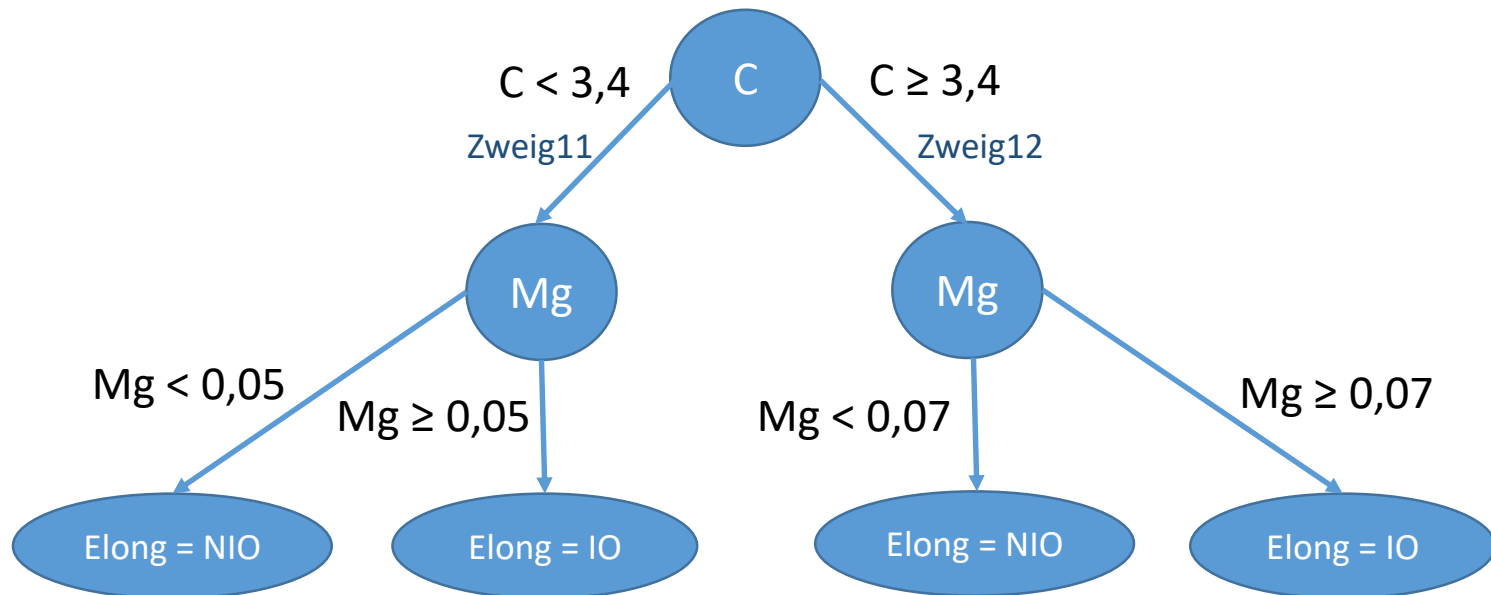 C
C < 3,4
C ≥ 3,4
Zweig11
Zweig12
Mg
Mg
Mg < 0,05
Mg ≥ 0,05
Mg < 0,07
Mg ≥ 0,07
Elong = NIO
Elong = IO
Elong = NIO
Elong = IO